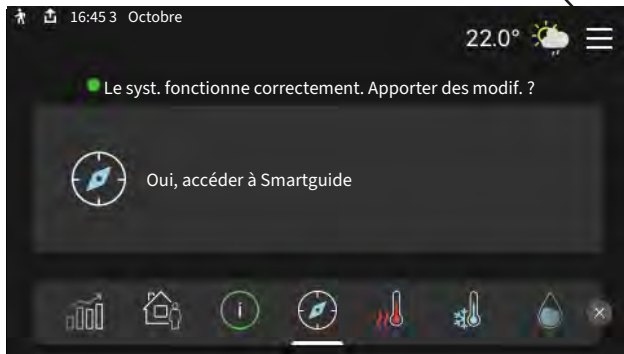 16:45 3 Octobre
22.0°
Le syst. fonctionne correctement. Apporter des modif. ?
Oui, accéder à Smartguide